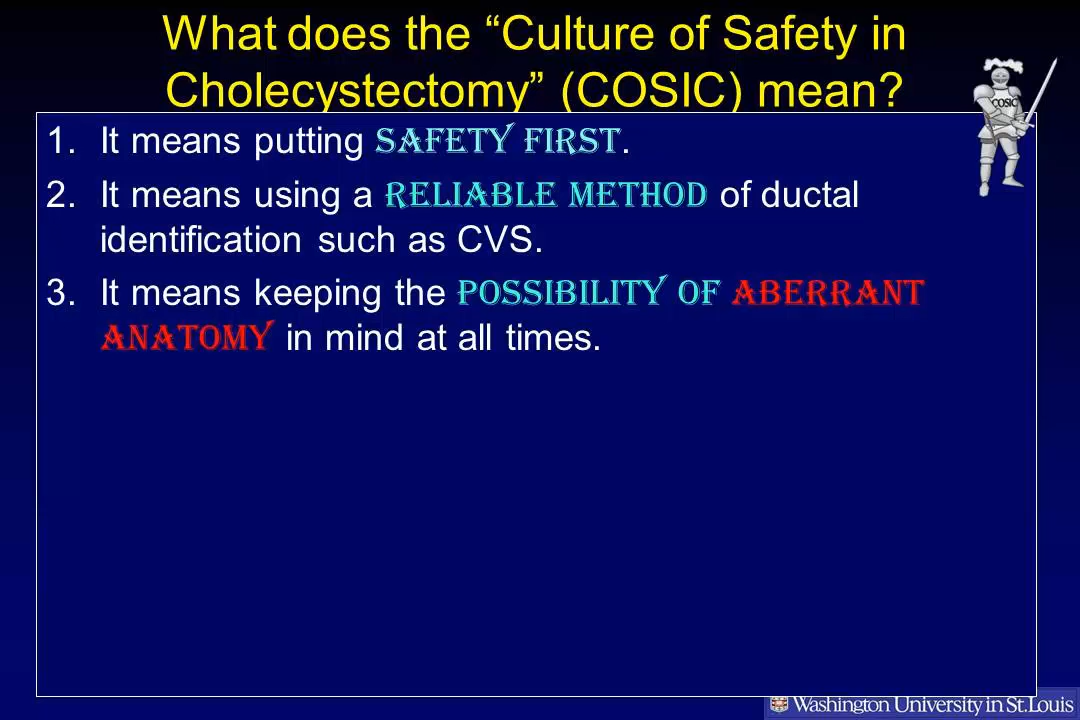 What does the “Culture of Safety in
Cholecystectomy” (COSIC) mean?
COSIC
1. It means putting SAFETY FIRST.
2. It means using a RELIABLE METHOD of ductal
identification such as CVS.
3. It means keeping the POSSIBILITY OF ABERRANT
ANATOMY in mind at all times.
Washington University in St.Louis